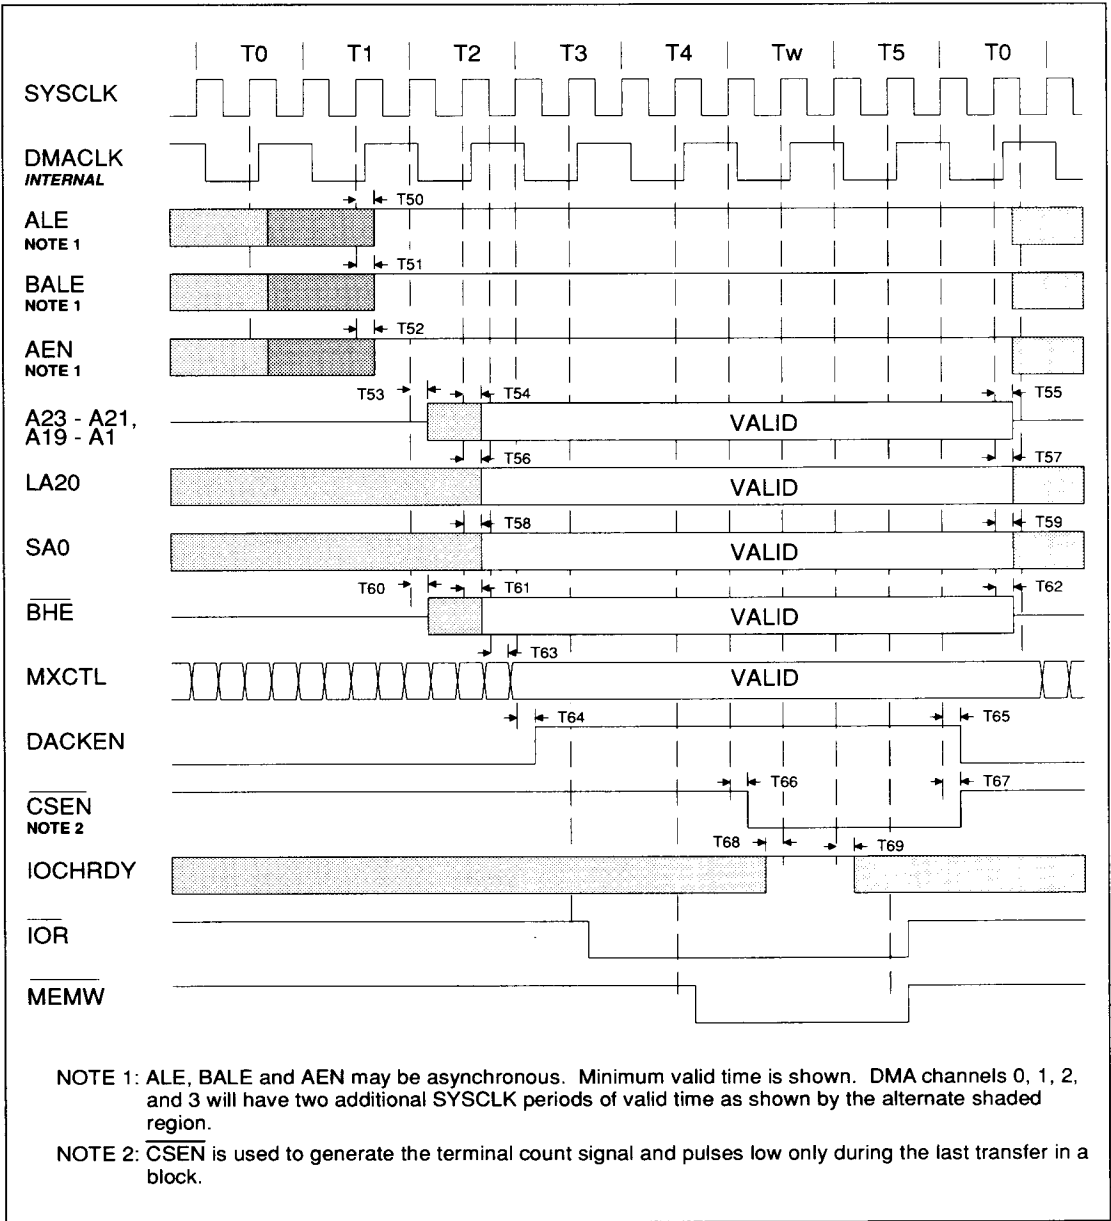 T0 T1 T2 T3 T4 Tw T5 T0
SYSCLK
DMACLK
INTERNAL
T50
ALE
NOTE 1
T51
BALE
NOTE 1
T52
AEN
NOTE 1
T53 T54 T55
A23 - A21,
A19 - A1
VALID
T56 T57
LA20 VALID
T58 T59
SA0 VALID
T60 T61 T62
BHE VALID
T63
MXCTL VALID
T64 T65
DACKEN
T66 T67
CSEN
NOTE 2
T68 T69
IOCHRDY
IOR
MEMW
NOTE 1: ALE, BALE and AEN may be asynchronous. Minimum valid time is shown. DMA channels 0, 1, 2,
and 3 will have two additional SYSCLK periods of valid time as shown by the alternate shaded
region.
NOTE 2: CSEN is used to generate the terminal count signal and pulses low only during the last transfer in a
block.